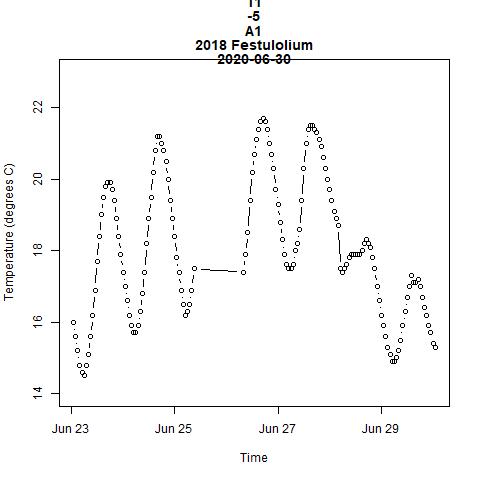 -5
A1
2018 Festulolium
2020-06-30
Temperature (degrees C)
22
20
18
16
14
Jun 23
Jun 25
Jun 27
Jun 29
Time